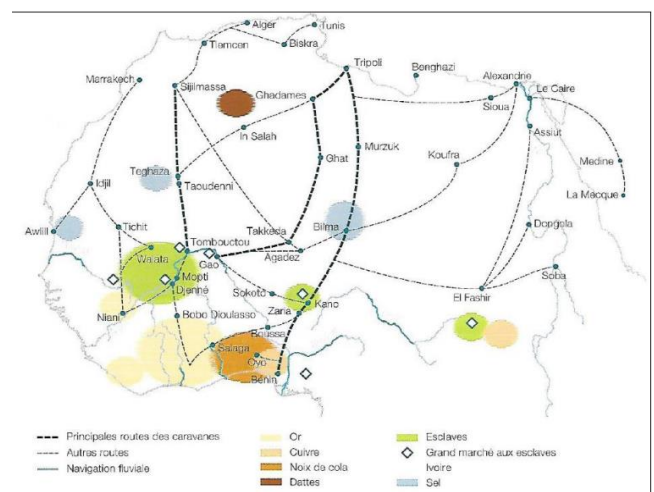 Alger
Tunis
Tlemcen
Biskra
Tripoli
Benghazi
Alexandrie
Marrakech
Sijilmassa
Ghadames
Le Caire
Sioua
Assiut
In Salah
Ghat
Murzuk
Koufra
Medine
Teghaza
Taoudenni
Idjil
La Mecque
Awlil
Tichit
Takkeda
Bilma
Dongola
Tombouctou
Walata
Gao
Agadez
Soba
Mopti
Djenné
Sokoto
Kano
El Fashir
Niani
Bobo Dioulasso
Zaria
Boussa
Salaga
Oyo
Bénin
Principales routes des caravanes
Autres routes
Navigation fluviale
Or
Cuivre
Noix de cola
Dattes
Esclaves
Grand marché aux esclaves
Ivoire
Sel